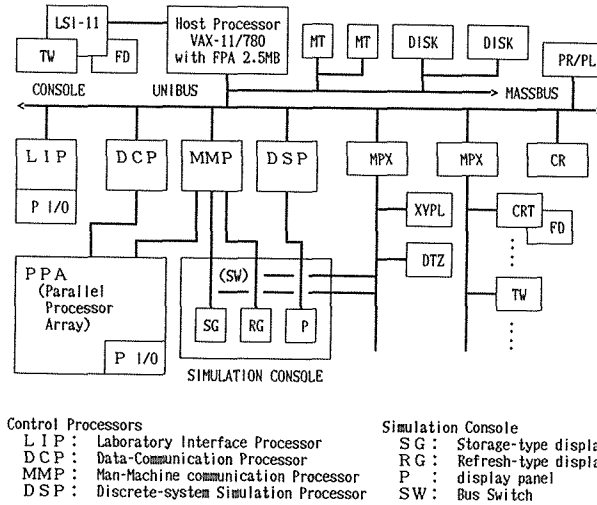 LSI-11
TW
FD
CONSOLE
Host Processor
VAX-11/780
with FPA 2.5MB
MT
MT
DISK
DISK
PR/PL
UNIBUS
MASSBUS
LIP
P I/O
DCP
MMP
DSP
MPX
MPX
CR
XYPL
DTZ
CRT
FD
TW
PPA
(Parallel
Processor
Array)
P I/O
(SW)
SG
RG
P
SIMULATION CONSOLE
Control Processors
LIP: Laboratory Interface Processor
DCP: Data-Communication Processor
MMP: Man-Machine communication Processor
DSP: Discrete-system Simulation Processor
Simulation Console
SG: Storage-type displa
RG: Refresh-type displa
P : display panel
SW: Bus Switch